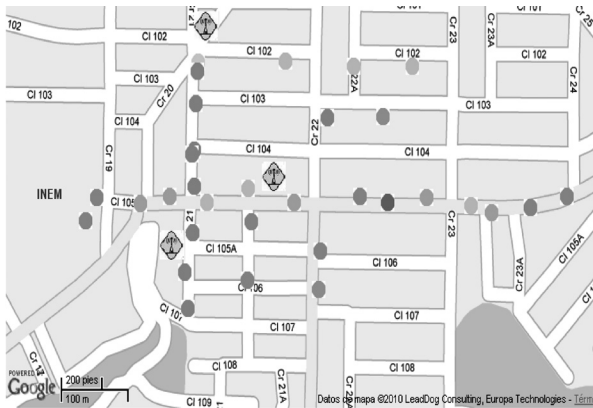 Cl 101
Cl 101
102
Cr 21
Cl 102
Cl 102
Cl 102
Cl 102
Cr 23
Cr 23A
Cr 25
Cl 103
Cl 103
Cl 103
Cl 103
Cr 20
22A
Cr 24
Cl 104
Cl 104
Cl 104
Cr 22
Cr 19
INEM
Cl 105
21
Cr 23
Cl 105A
Cl 106
Cl 105A
Cr 23A
106
Cl 107
Cl 107
Cl 108
Cl 108
Cl 109
Cr 21A
POWERED
Google
200 pies
100 m
Datos de mapa ©2010 LeadDog Consulting, Europa Technologies - Térm